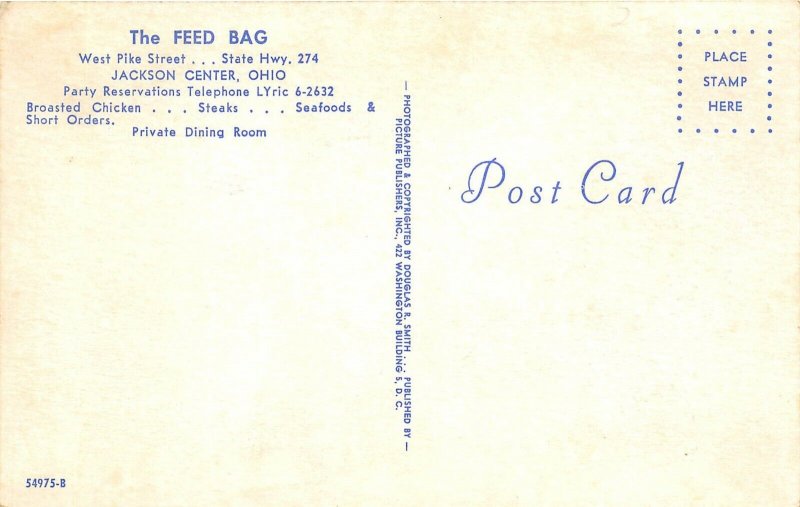 The FEED BAG
West Pike Street . . . State Hwy. 274
JACKSON CENTER, OHIO
Party Reservations Telephone LYric 6-2632
Broasted Chicken . . . Steaks . . . Seafoods &
Short Orders.
Private Dining Room
— PHOTOGRAPHED & COPYRIGHTED BY DOUGLAS R. SMITH . . . PUBLISHED BY —
PICTURE PUBLISHERS, INC., 422 WASHINGTON BUILDING 5, D. C.
PLACE
STAMP
HERE
Post Card
54975-B